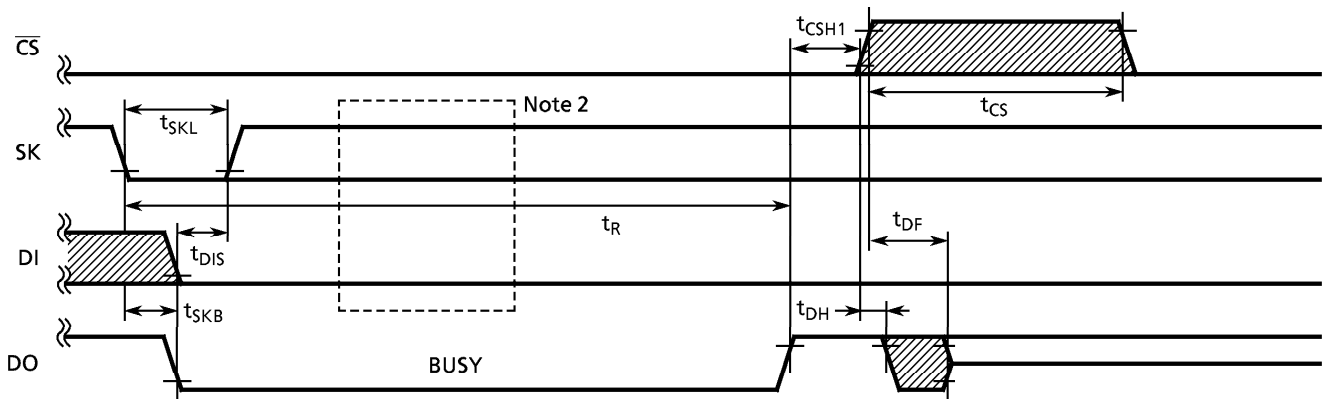 tCSH1
CS
tCS
Note 2
tSKL
SK
tR
tDF
DI
tDIS
tSKB
tDH
DO
BUSY